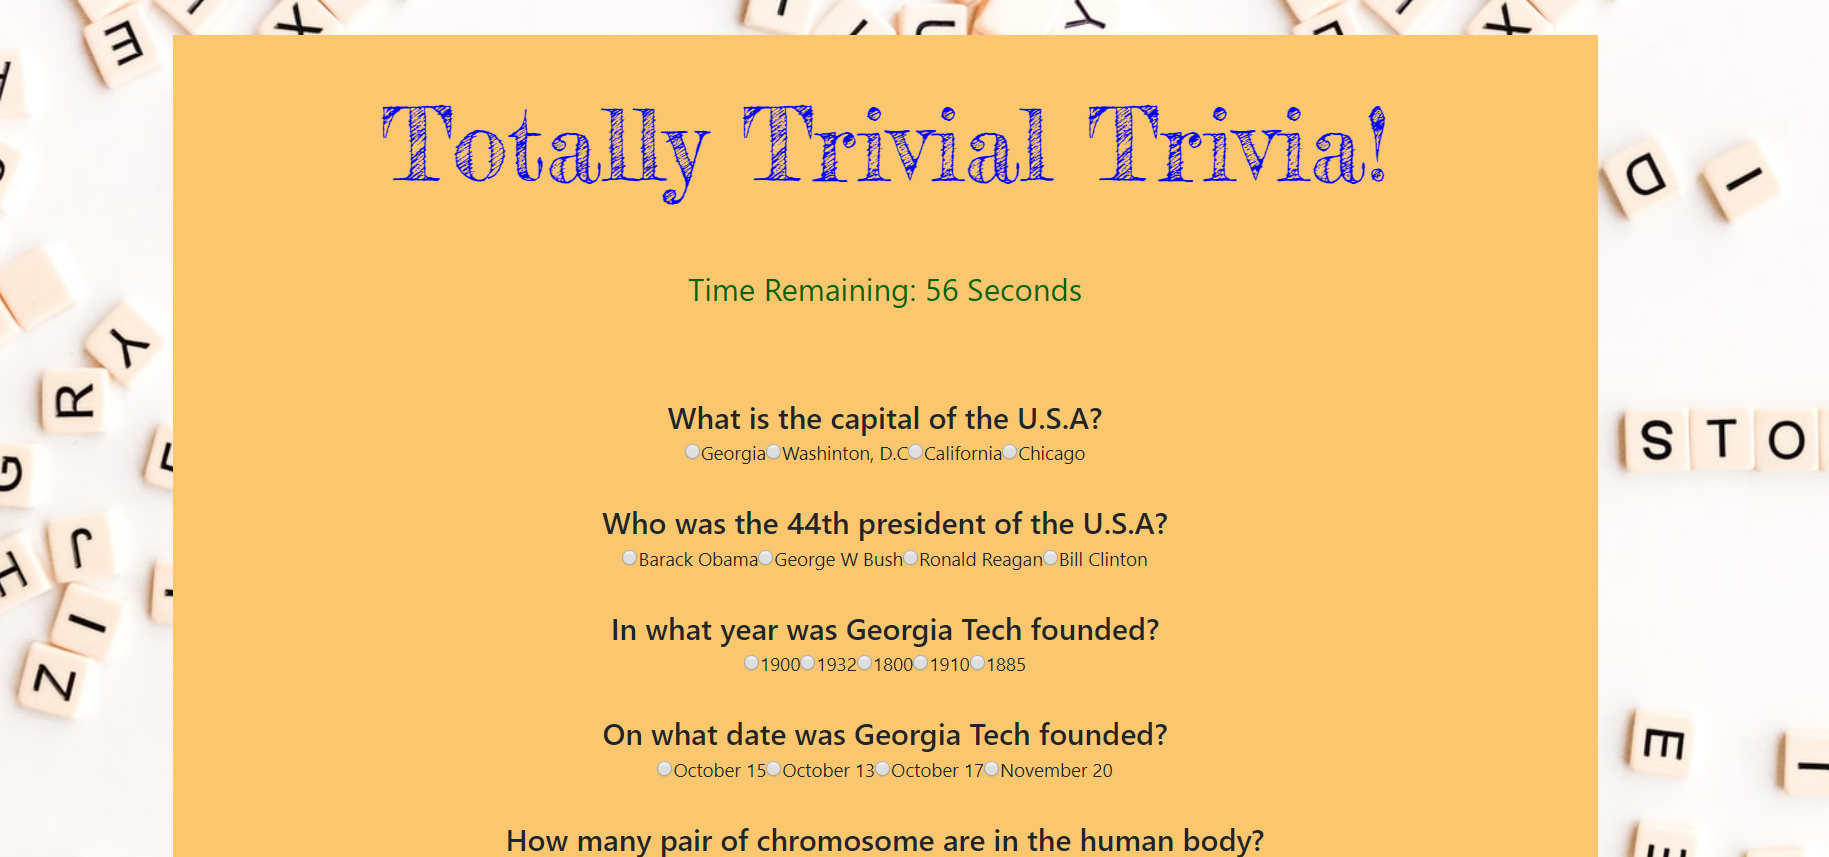 Totally Trivial Trivia!
Time Remaining: 56 Seconds
What is the capital of the U.S.A?
Georgia Washinton, D.C California Chicago
Who was the 44th president of the U.S.A?
Barack Obama George W Bush Ronald Reagan Bill Clinton
In what year was Georgia Tech founded?
1900 1932 1800 1910 1885
On what date was Georgia Tech founded?
October 15 October 13 October 17 November 20
How many pair of chromosome are in the human body?
E
X
Y
X
D
I
Y
R
STO
G
J
H
I
Z
E
I